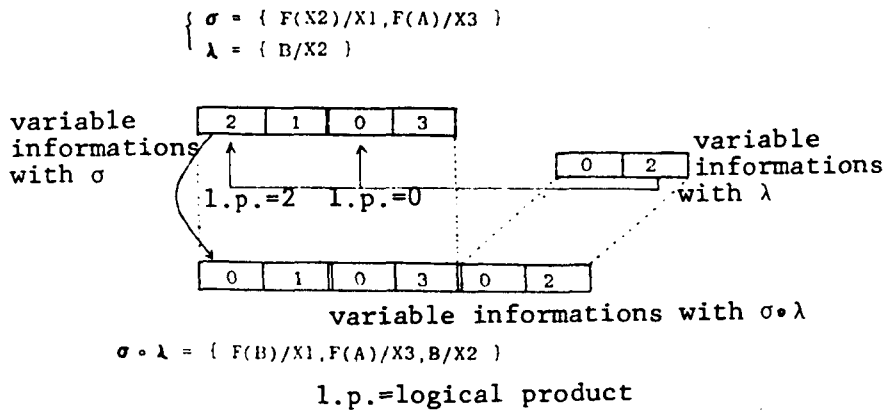 σ = { F(X2)/X1,F(A)/X3 }
λ = { B/X2 }
variable informations with σ
2 1 0 3
0 2
variable informations with λ
l.p.=2 l.p.=0
0 1 0 3 0 2
variable informations with σ∘λ
σ ∘ λ = { F(B)/X1,F(A)/X3,B/X2 }
l.p.=logical product